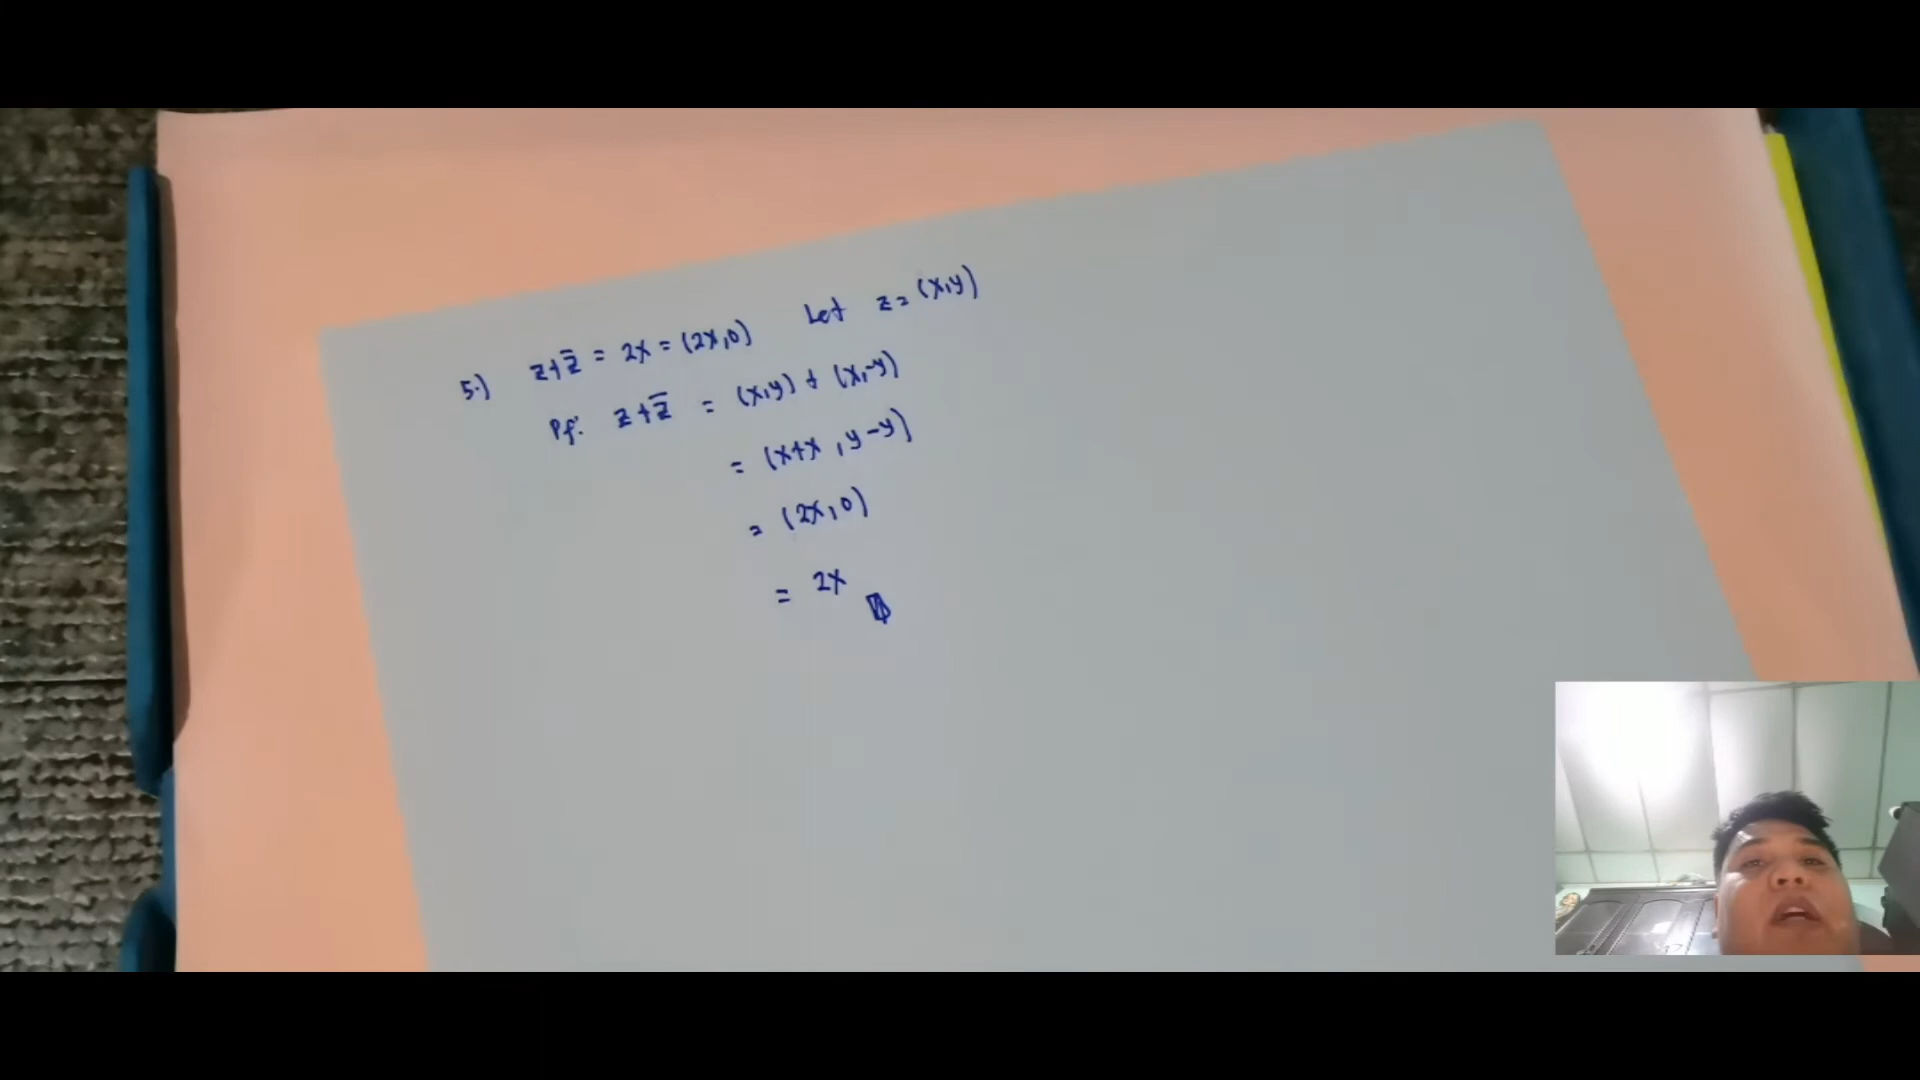 5.) z+z̅ = 2x = (2x,0) Let z = (x,y)
Pf: z+z̅ = (x,y) + (x,-y)
= (x+x, y-y)
= (2x,0)
= 2x